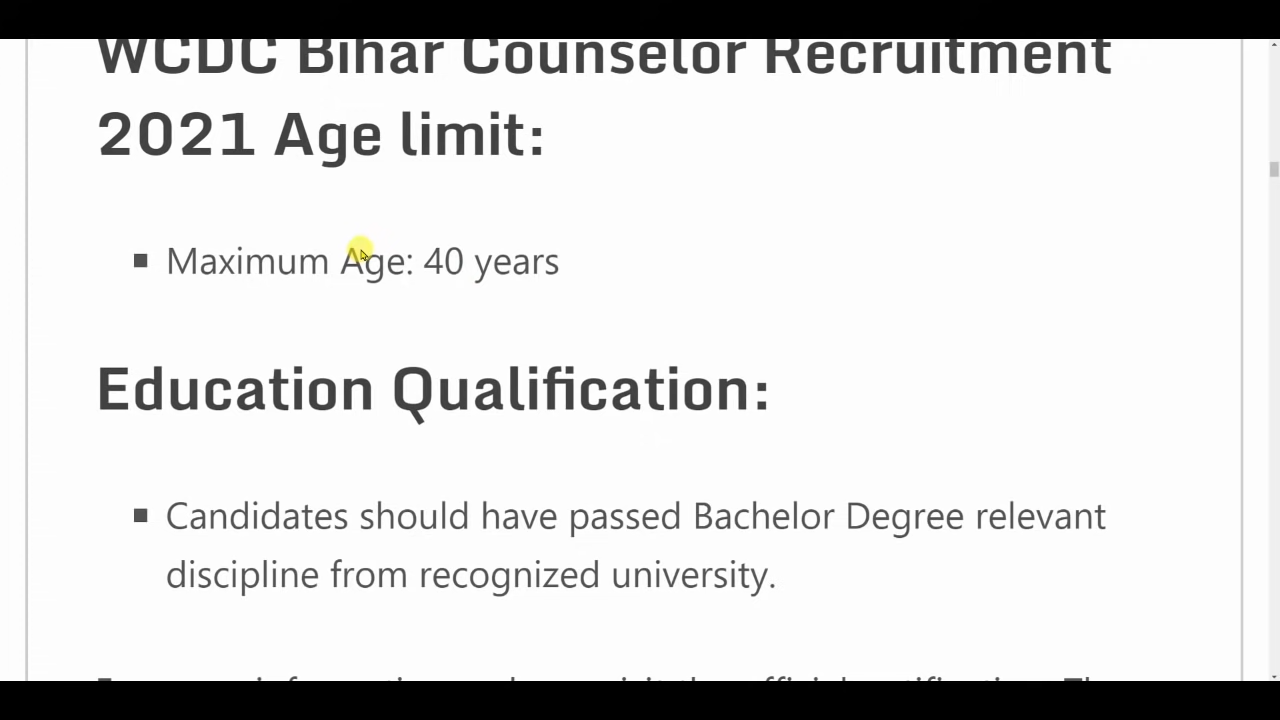 WCDC Bihar Counselor Recruitment
2021 Age limit:
Maximum Age: 40 years
Education Qualification:
Candidates should have passed Bachelor Degree relevant
discipline from recognized university.